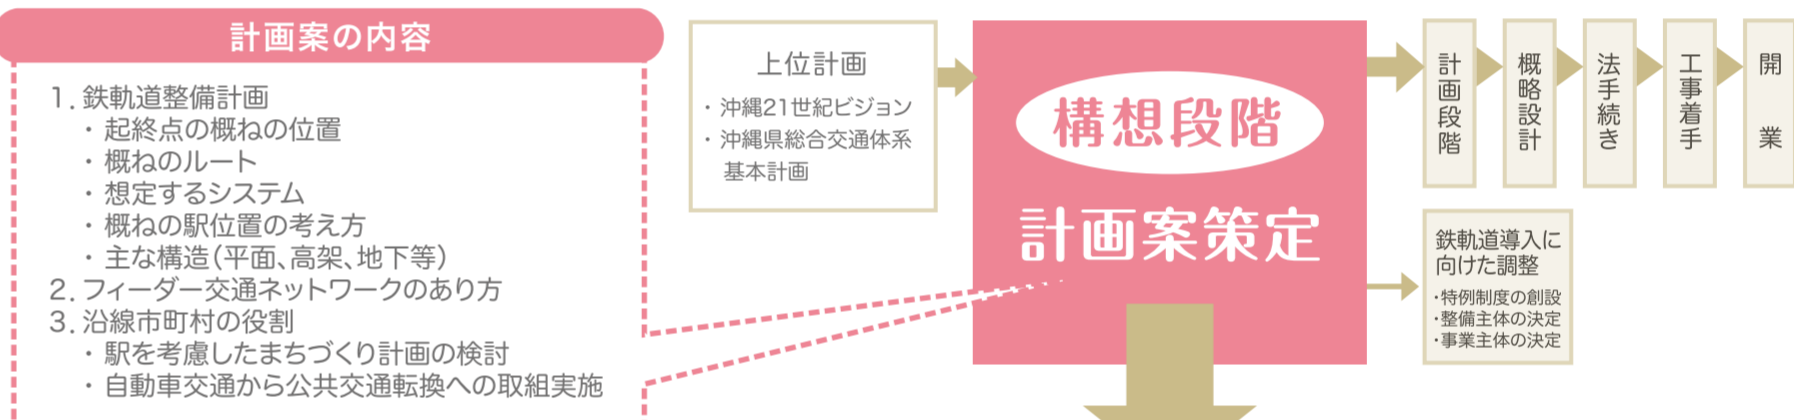 計画案の内容
1. 鉄軌道整備計画
・起終点の概ねの位置
・概ねのルート
・想定するシステム
・概ねの駅位置の考え方
・主な構造(平面、高架、地下等)
2. フィーダー交通ネットワークのあり方
3. 沿線市町村の役割
・駅を考慮したまちづくり計画の検討
・自動車交通から公共交通転換への取組実施
上位計画
・沖縄21世紀ビジョン
・沖縄県総合交通体系
基本計画
構想段階
計画案策定
計画段階
概略設計
法手続き
工事着手
開業
鉄軌道導入に
向けた調整
・特例制度の創設
・整備主体の決定
・事業主体の決定